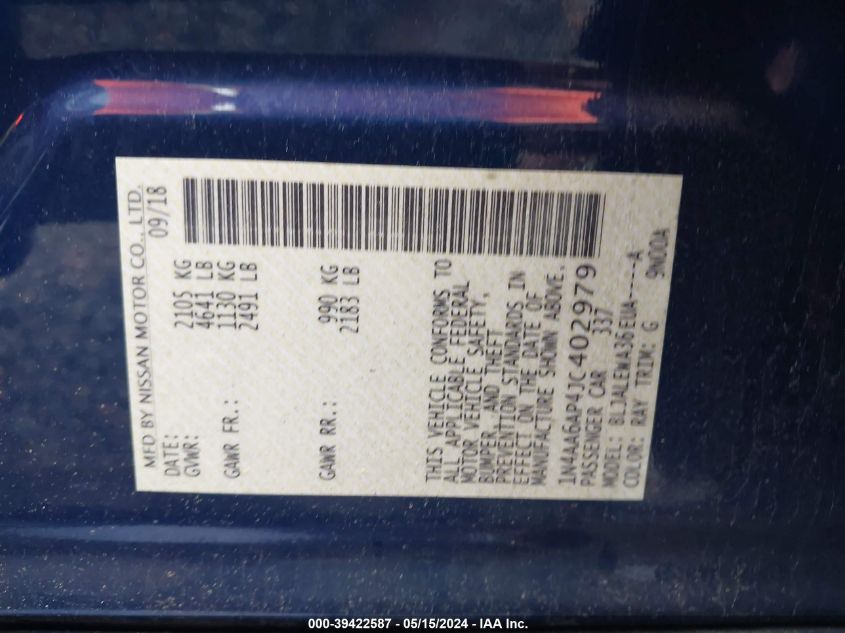 MFD BY NISSAN MOTOR CO., LTD.
DATE: 09/18
GVWR: 2105 KG
4641 LB
GAWR FR.: 1130 KG
2491 LB
GAWR RR.: 990 KG
2183 LB
THIS VEHICLE CONFORMS TO
ALL APPLICABLE FEDERAL
MOTOR VEHICLE SAFETY,
BUMPER, AND THEFT
PREVENTION STANDARDS IN
EFFECT ON THE DATE OF
MANUFACTURE SHOWN ABOVE.
1N4AA6AP4JC402979
PASSENGER CAR 337
MODEL: BLJALEWA36EUA----A
COLOR: RAY TRIM: G 9W00A
000-39422587 - 05/15/2024 - IAA Inc.